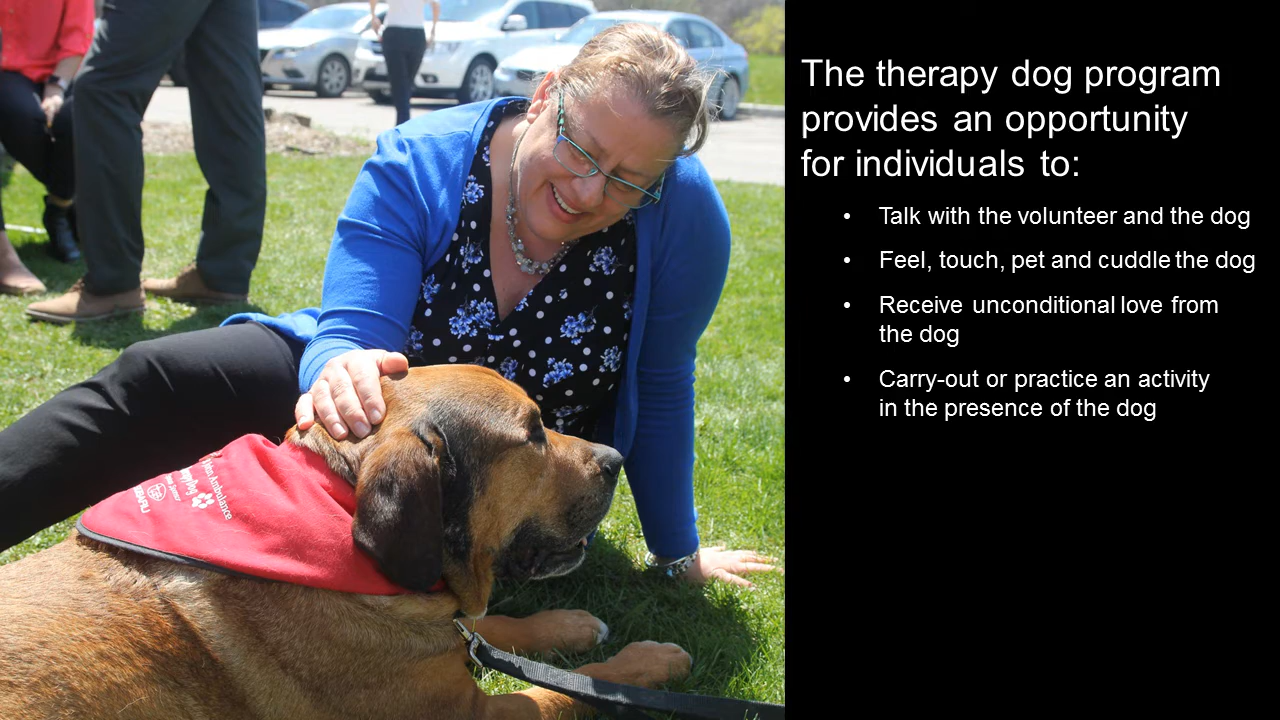 The therapy dog program
provides an opportunity
for individuals to:
• Talk with the volunteer and the dog
• Feel, touch, pet and cuddle the dog
• Receive unconditional love from
the dog
• Carry-out or practice an activity
in the presence of the dog
Ambulance
SUBARU